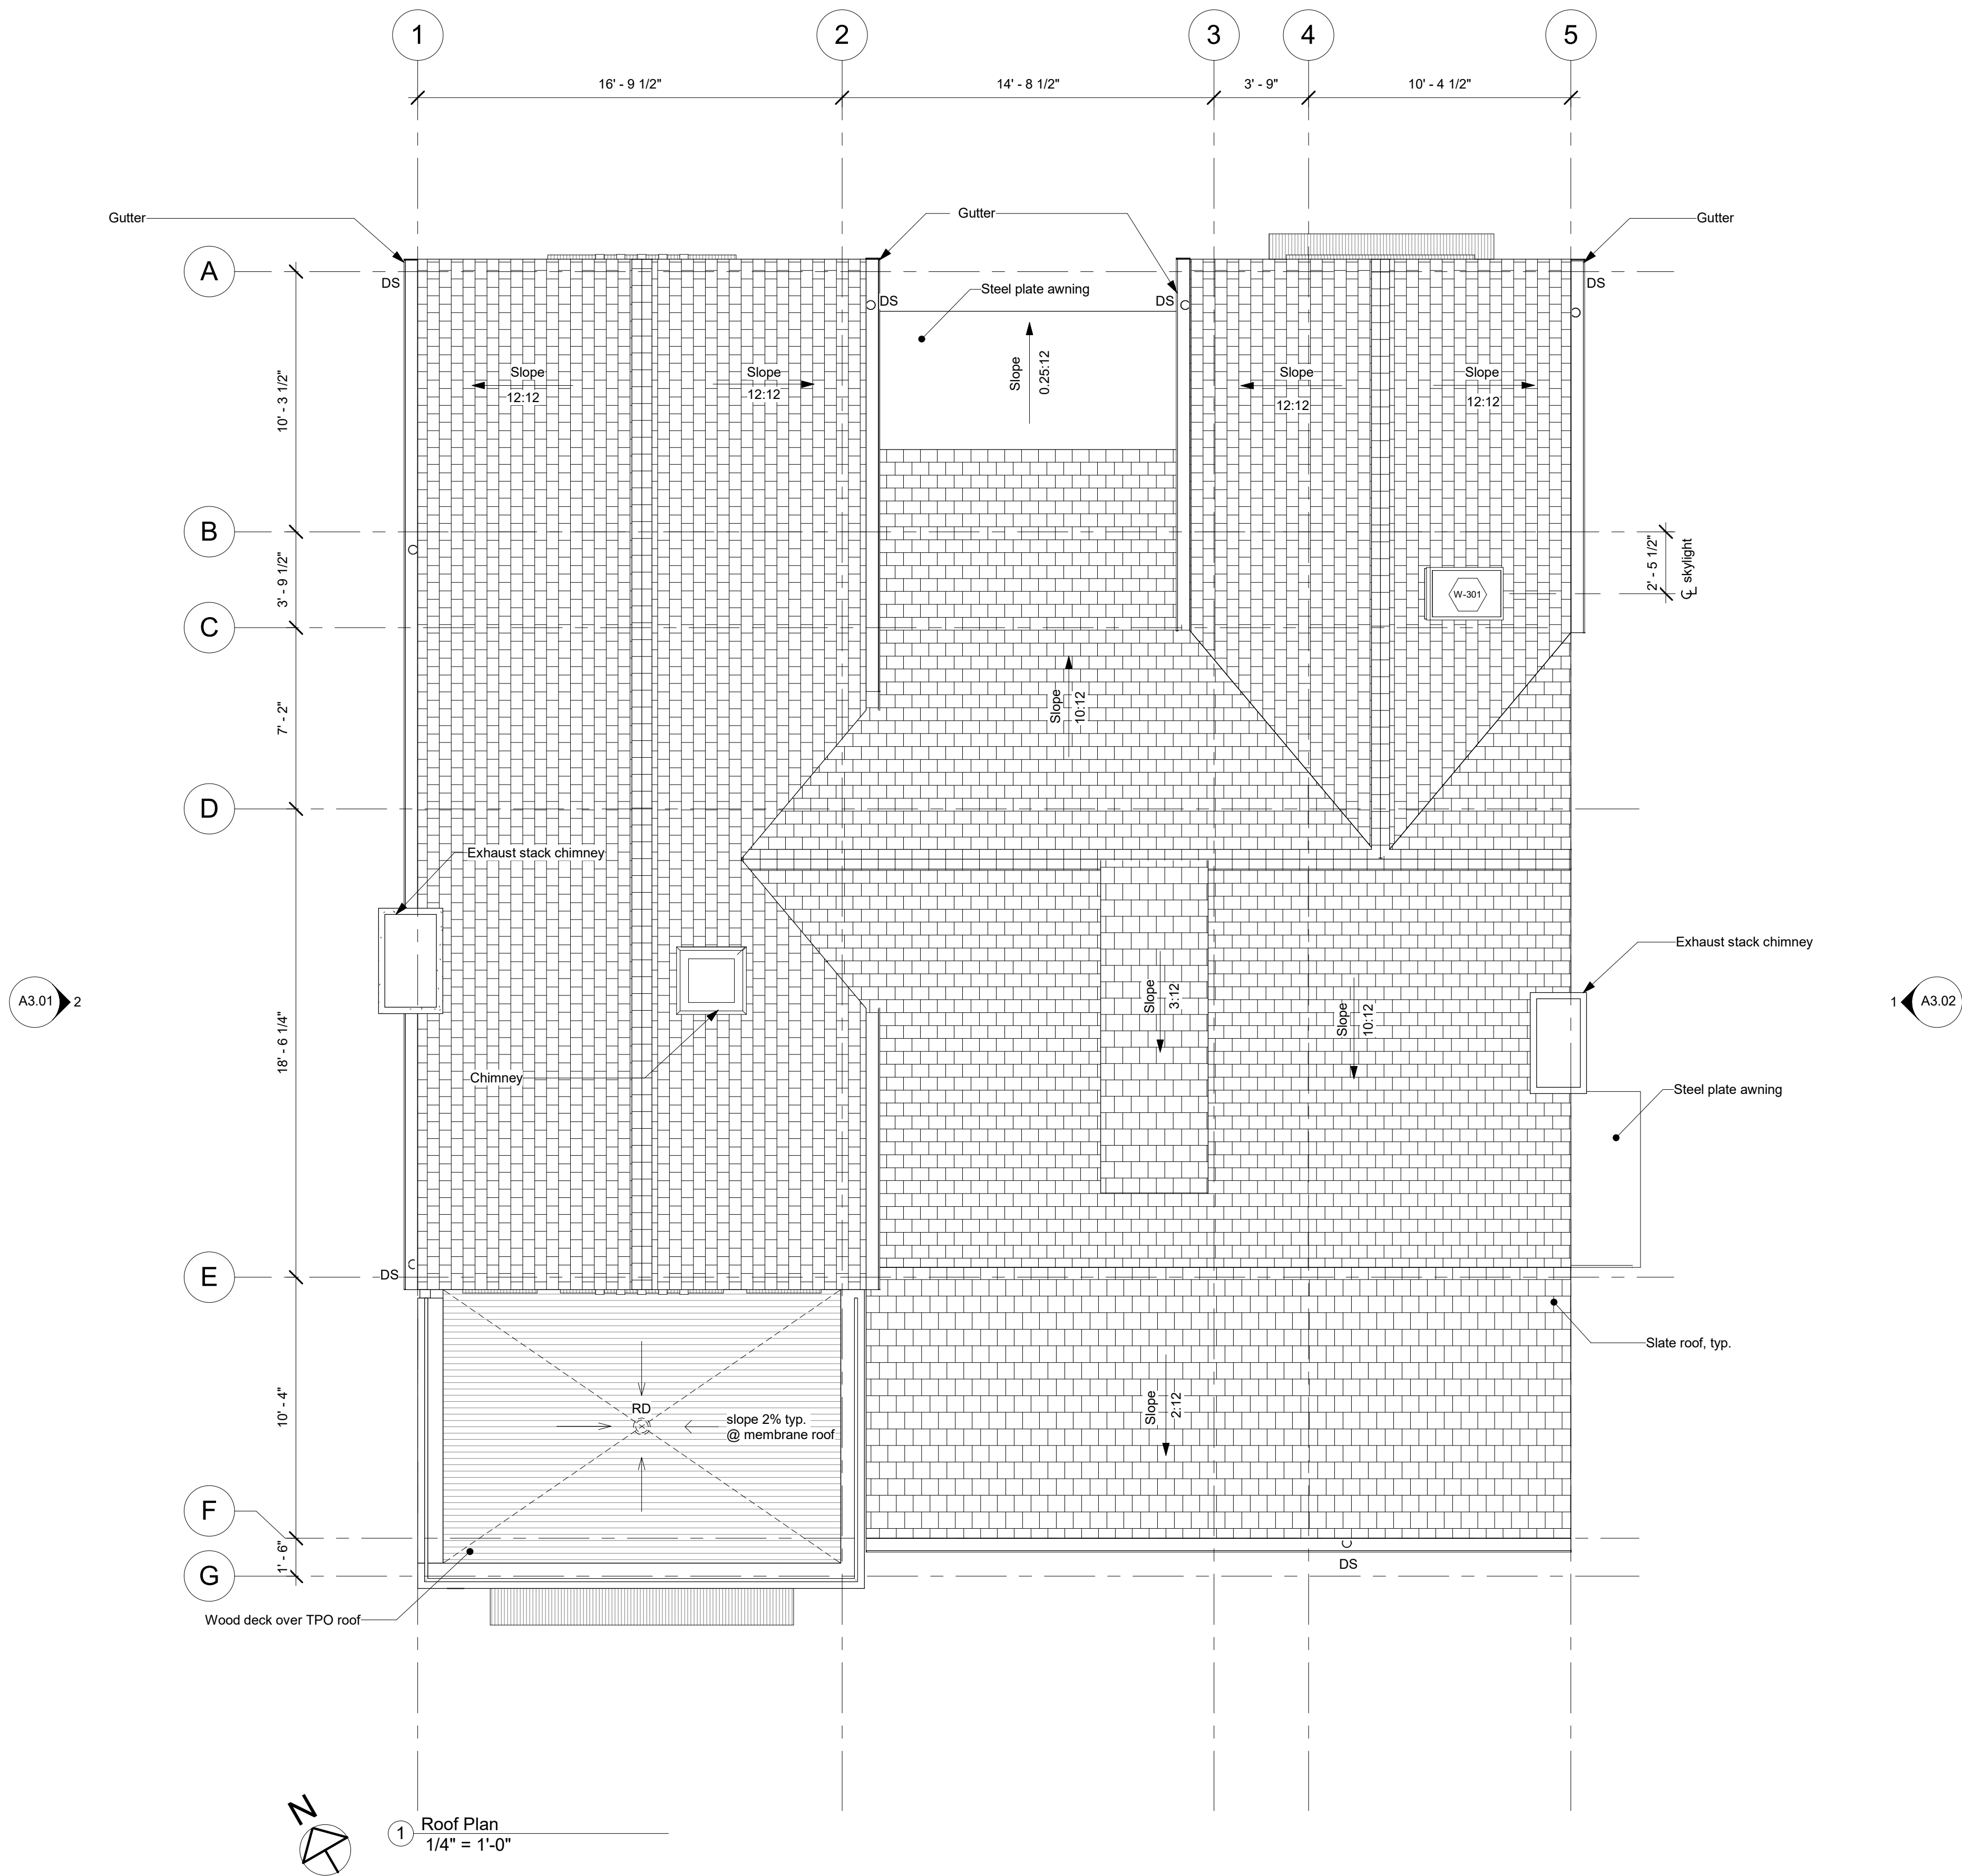 1
2
3
4
5
16' - 9 1/2"
14' - 8 1/2"
3' - 9"
10' - 4 1/2"
Gutter
Gutter
Gutter
A
DS
DS
DS
DS
Steel plate awning
10' - 3 1/2"
Slope
12:12
Slope
12:12
Slope
0.25:12
Slope
12:12
Slope
12:12
B
3' - 9 1/2"
2' - 5 1/2"
CL skylight
W-301
C
7' - 2"
Slope
10:12
D
Exhaust stack chimney
Exhaust stack chimney
A3.01
2
1
A3.02
18' - 6 1/4"
Slope
3:12
Slope
10:12
Chimney
Steel plate awning
E
DS
Slate roof, typ.
10' - 4"
RD
slope 2% typ.
@ membrane roof
Slope
2:12
F
1' - 6"
G
DS
Wood deck over TPO roof
N
1
Roof Plan
1/4" = 1'-0"